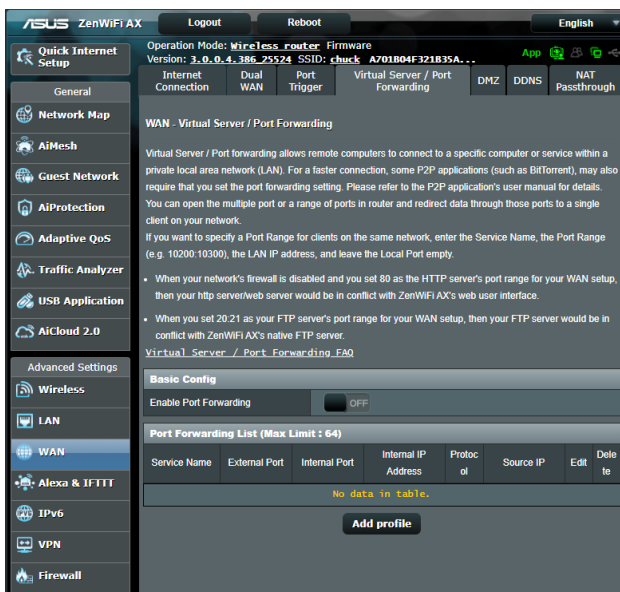 ASUS ZenWiFi AX
Logout
Reboot
English
Quick Internet
Setup
General
Network Map
AiMesh
Guest Network
AiProtection
Adaptive QoS
Traffic Analyzer
USB Application
AiCloud 2.0
Advanced Settings
Wireless
LAN
WAN
Alexa & IFTTT
IPv6
VPN
Firewall
Operation Mode: Wireless router Firmware
Version: 3.0.0.4.386_25524 SSID: chuck A701B04F321B35A...
App
Internet
Connection
Dual
WAN
Port
Trigger
Virtual Server / Port
Forwarding
DMZ
DDNS
NAT
Passthrough
WAN - Virtual Server / Port Forwarding
Virtual Server / Port forwarding allows remote computers to connect to a specific computer or service within a
private local area network (LAN). For a faster connection, some P2P applications (such as BitTorrent), may also
require that you set the port forwarding setting. Please refer to the P2P application's user manual for details.
You can open the multiple port or a range of ports in router and redirect data through those ports to a single
client on your network.
If you want to specify a Port Range for clients on the same network, enter the Service Name, the Port Range
(e.g. 10200:10300), the LAN IP address, and leave the Local Port empty.
• When your network's firewall is disabled and you set 80 as the HTTP server's port range for your WAN setup,
then your http server/web server would be in conflict with ZenWiFi AX's web user interface.
• When you set 20:21 as your FTP server's port range for your WAN setup, then your FTP server would be in
conflict with ZenWiFi AX's native FTP server.
Virtual Server / Port Forwarding FAQ
Basic Config
Enable Port Forwarding
OFF
Port Forwarding List (Max Limit : 64)
Service Name
External Port
Internal Port
Internal IP
Address
Protoc
ol
Source IP
Edit
Dele
te
No data in table.
Add profile